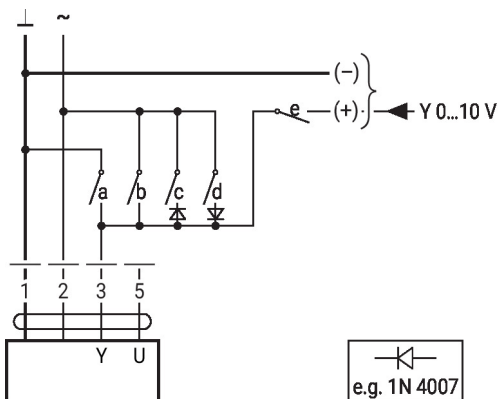 ⊥ ~
(–)
e (+) Y 0...10 V
a b c d
1 2 3 5
Y U
e.g. 1N 4007